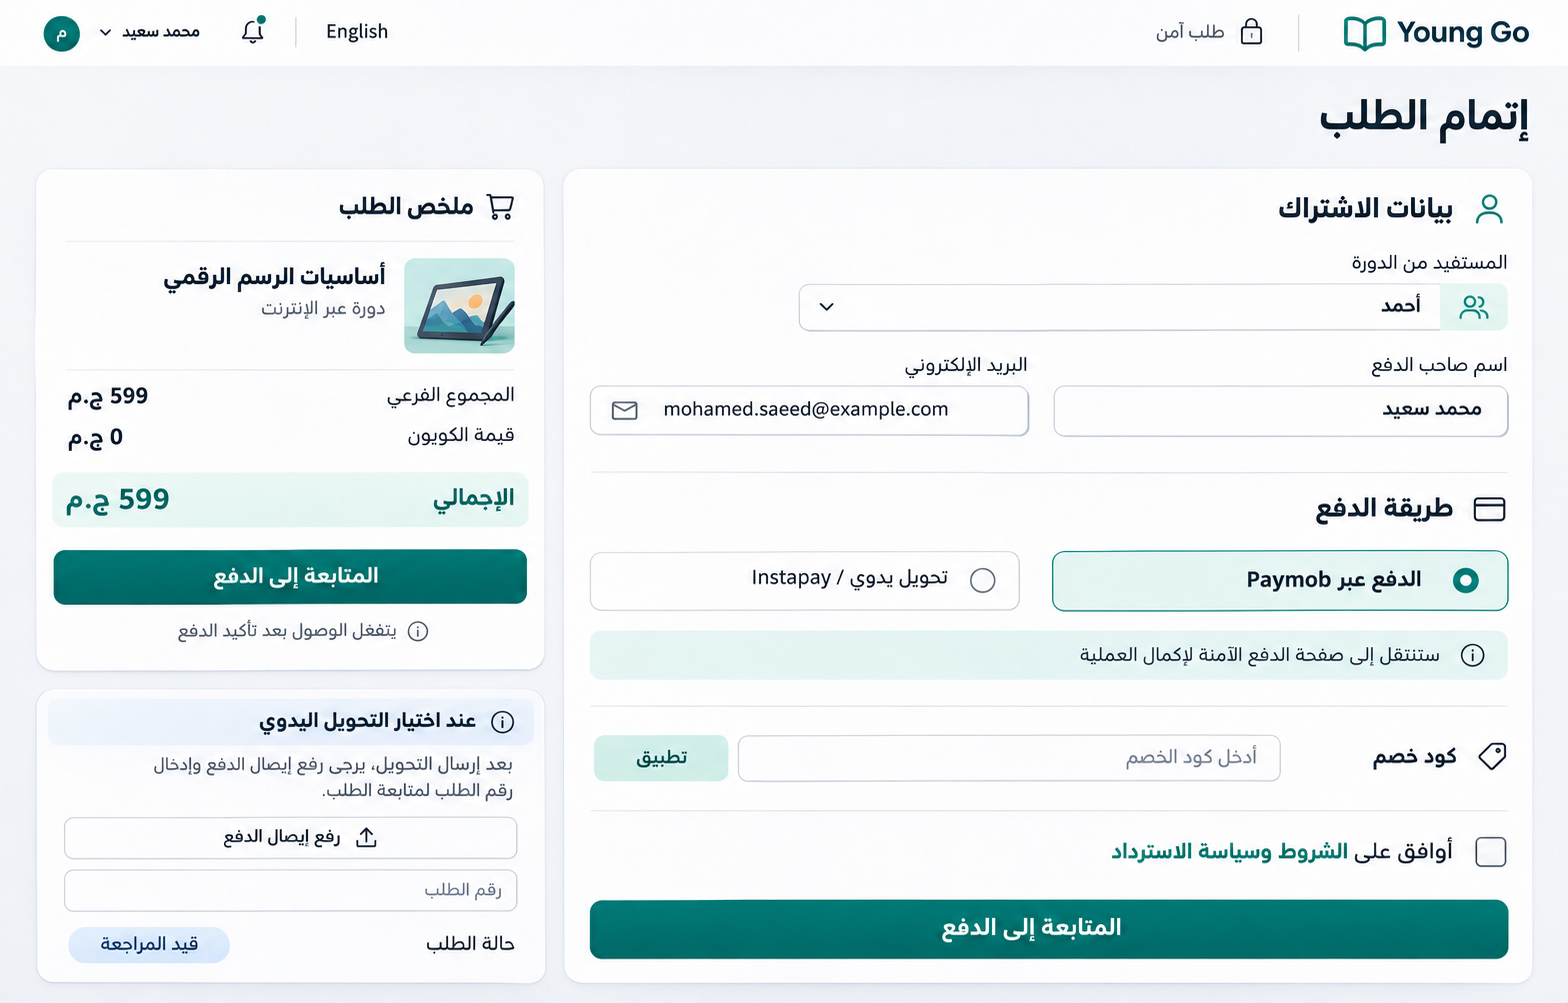 Young Go
طلب آمن
English
محمد سعيد
م
إتمام الطلب
بيانات الاشتراك
المستفيد من الدورة
أحمد
اسم صاحب الدفع
محمد سعيد
البريد الإلكتروني
mohamed.saeed@example.com
طريقة الدفع
الدفع عبر Paymob
تحويل يدوي / Instapay
ستنتقل إلى صفحة الدفع الآمنة لإكمال العملية
كود خصم
أدخل كود الخصم
تطبيق
أوافق على الشروط وسياسة الاسترداد
المتابعة إلى الدفع
ملخص الطلب
أساسيات الرسم الرقمي
دورة عبر الإنترنت
المجموع الفرعي 599 ج.م
قيمة الكوبون 0 ج.م
الإجمالي 599 ج.م
المتابعة إلى الدفع
يتفغل الوصول بعد تأكيد الدفع
عند اختيار التحويل اليدوي
بعد إرسال التحويل، يرجى رفع إيصال الدفع وإدخال
رقم الطلب لمتابعة الطلب.
رفع إيصال الدفع
رقم الطلب
حالة الطلب قيد المراجعة